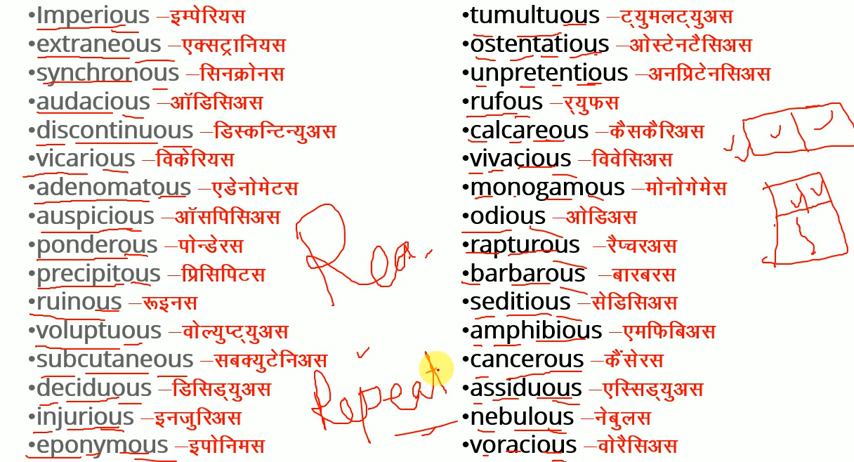 •Imperious –इम्पेरियस
•extraneous –एक्सट्रानियस
•synchronous –सिनक्रोनस
•audacious –ऑडिसिअस
•discontinuous –डिस्कन्टिन्युअस
•vicarious –विकेरियस
•adenomatous –एडेनोमेटस
•auspicious –ऑसपिसिअस
•ponderous –पोन्डेरस
•precipitous –प्रिसिपिटस
•ruinous –रूइनस
•voluptuous –वोल्युप्ट्युअस
•subcutaneous –सबक्युटेनिअस
•deciduous –डिसिड्युअस
•injurious –इनजुरिअस
•eponymous –इपोनिमस
Rea
Repeat
•tumultuous –ट्युमलट्युअस
•ostentatious –ओस्टेनटैसिअस
•unpretentious –अनप्रिटेनसिअस
•rufous –र्‍युफस
•calcareous –कैसकैरिअस
•vivacious –विवेसिअस
•monogamous –मोनोगेमेस
•odious –ओडिअस
•rapturous –रैप्चरअस
•barbarous –बारबरस
•seditious –सेडिसिअस
•amphibious –एमफिबिअस
•cancerous –कैंसेरस
•assiduous –एस्सिड्युअस
•nebulous –नेबुलस
•voracious –वोरैसिअस